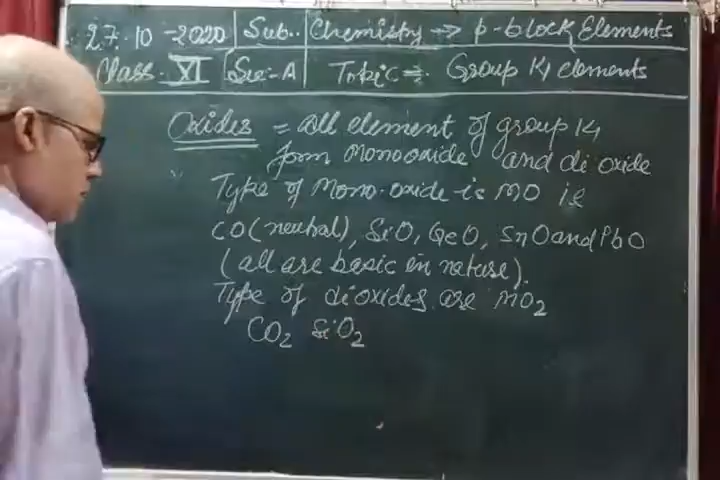 27.10-2020 Sub.. Chemistry → p-block Elements
Class. XI Sec-A Topic =. Group 14 elements
Oxides = All element of group 14
form Monooxide and di oxide
Type of Mono-oxide is MO ie
CO (neutral), SiO, GeO, SnO and PbO
(all are basic in nature).
Type of dioxides are MO2
CO2 SiO2